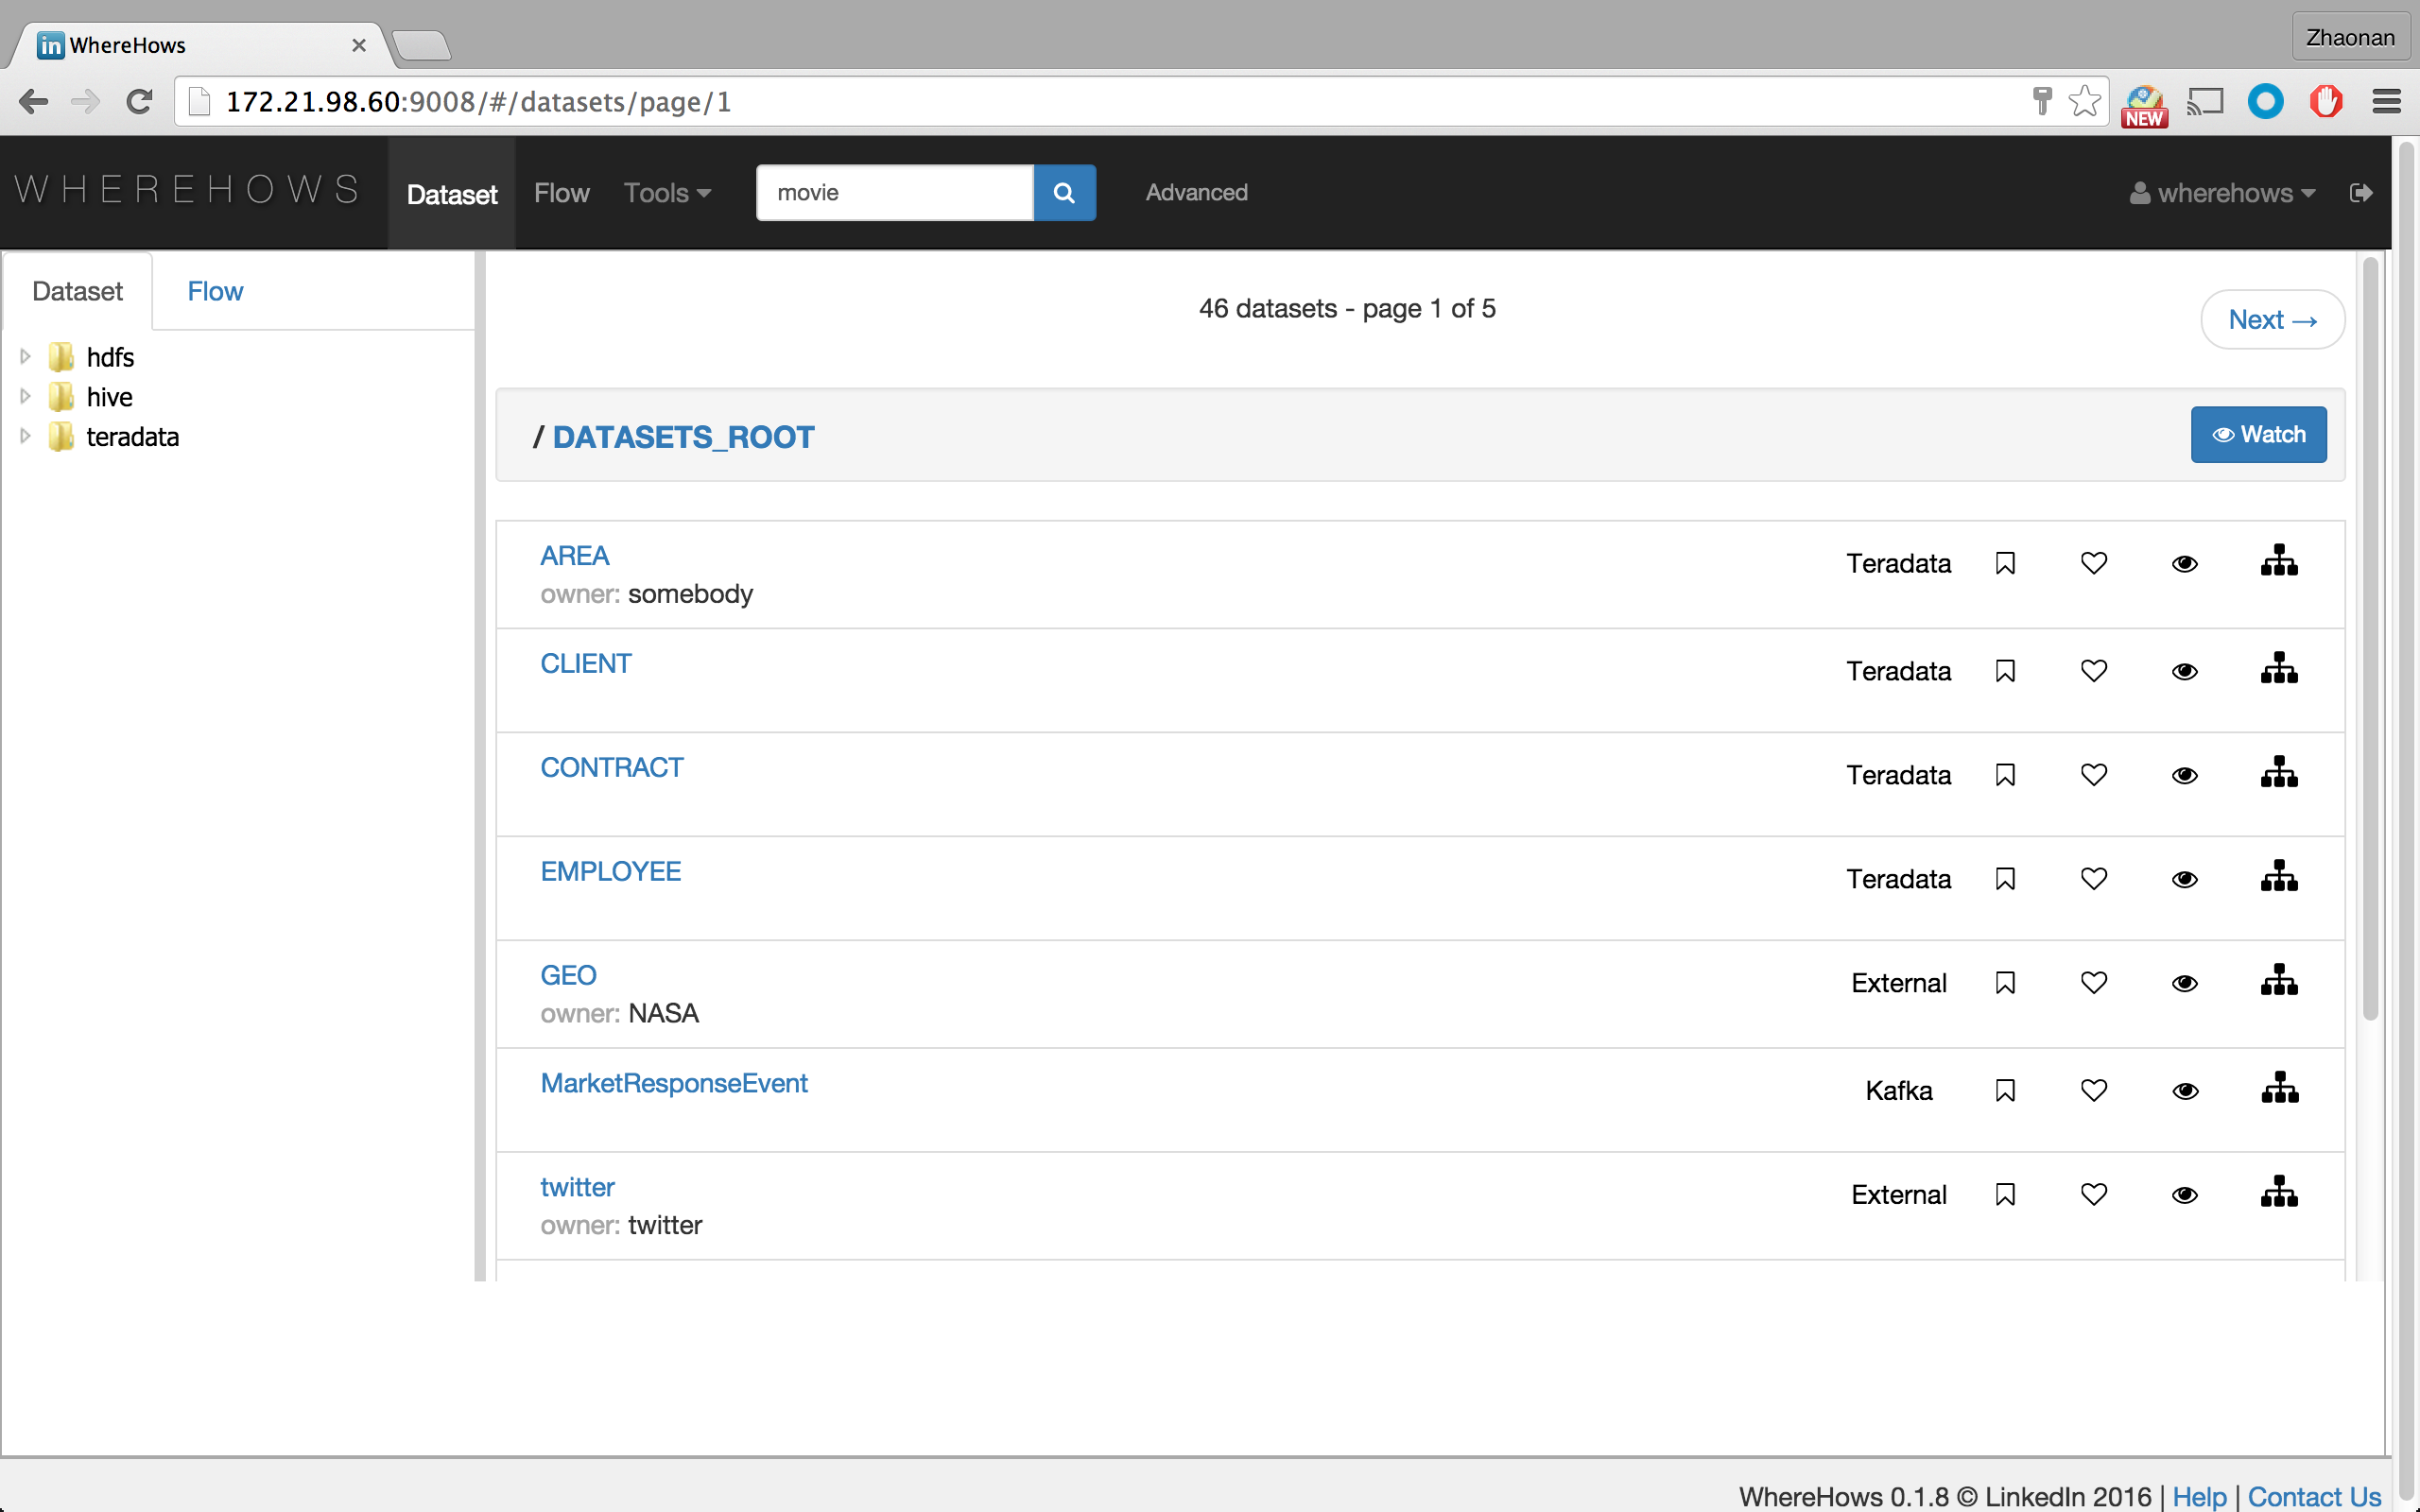 WhereHows
Zhaonan
172.21.98.60:9008/#/datasets/page/1
NEW
WHEREHOWS
Dataset
Flow
Tools
movie
Advanced
wherehows
Dataset
Flow
hdfs
hive
teradata
46 datasets - page 1 of 5
Next →
/ DATASETS_ROOT
Watch
AREA
owner: somebody
Teradata
CLIENT
Teradata
CONTRACT
Teradata
EMPLOYEE
Teradata
GEO
owner: NASA
External
MarketResponseEvent
Kafka
twitter
owner: twitter
External
WhereHows 0.1.8 © LinkedIn 2016 | Help | Contact Us